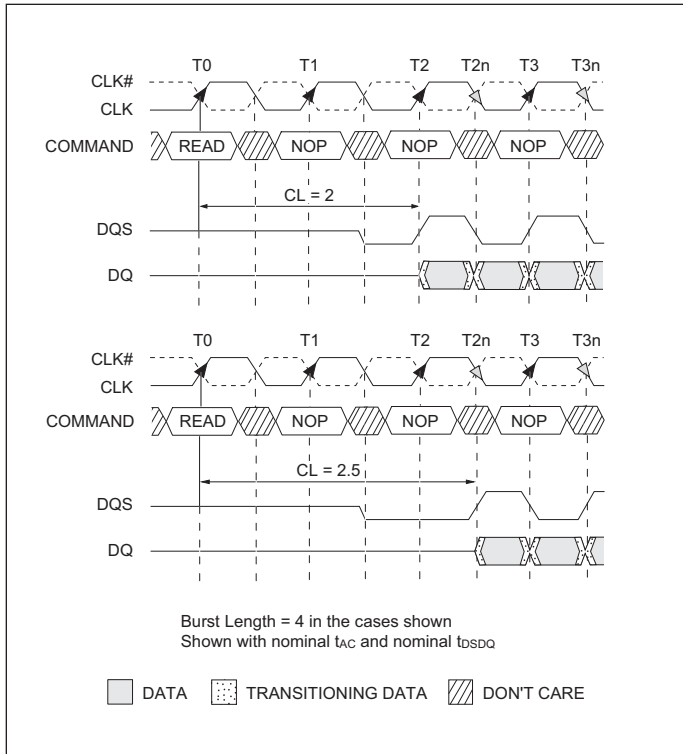 T0 T1 T2 T2n T3 T3n
CLK#
CLK
COMMAND READ NOP NOP NOP
CL = 2
DQS
DQ
T0 T1 T2 T2n T3 T3n
CLK#
CLK
COMMAND READ NOP NOP NOP
CL = 2.5
DQS
DQ
Burst Length = 4 in the cases shown
Shown with nominal tAC and nominal tDSDQ
DATA TRANSITIONING DATA DON'T CARE